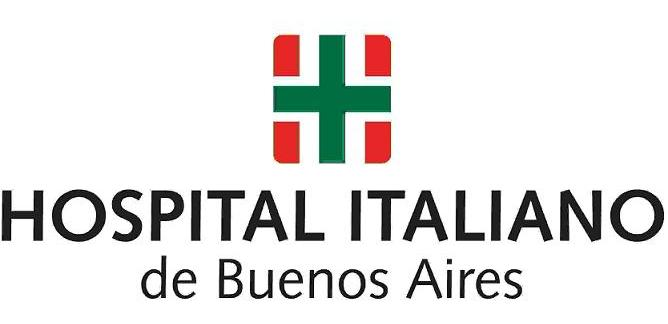 HOSPITAL ITALIANO
de Buenos Aires